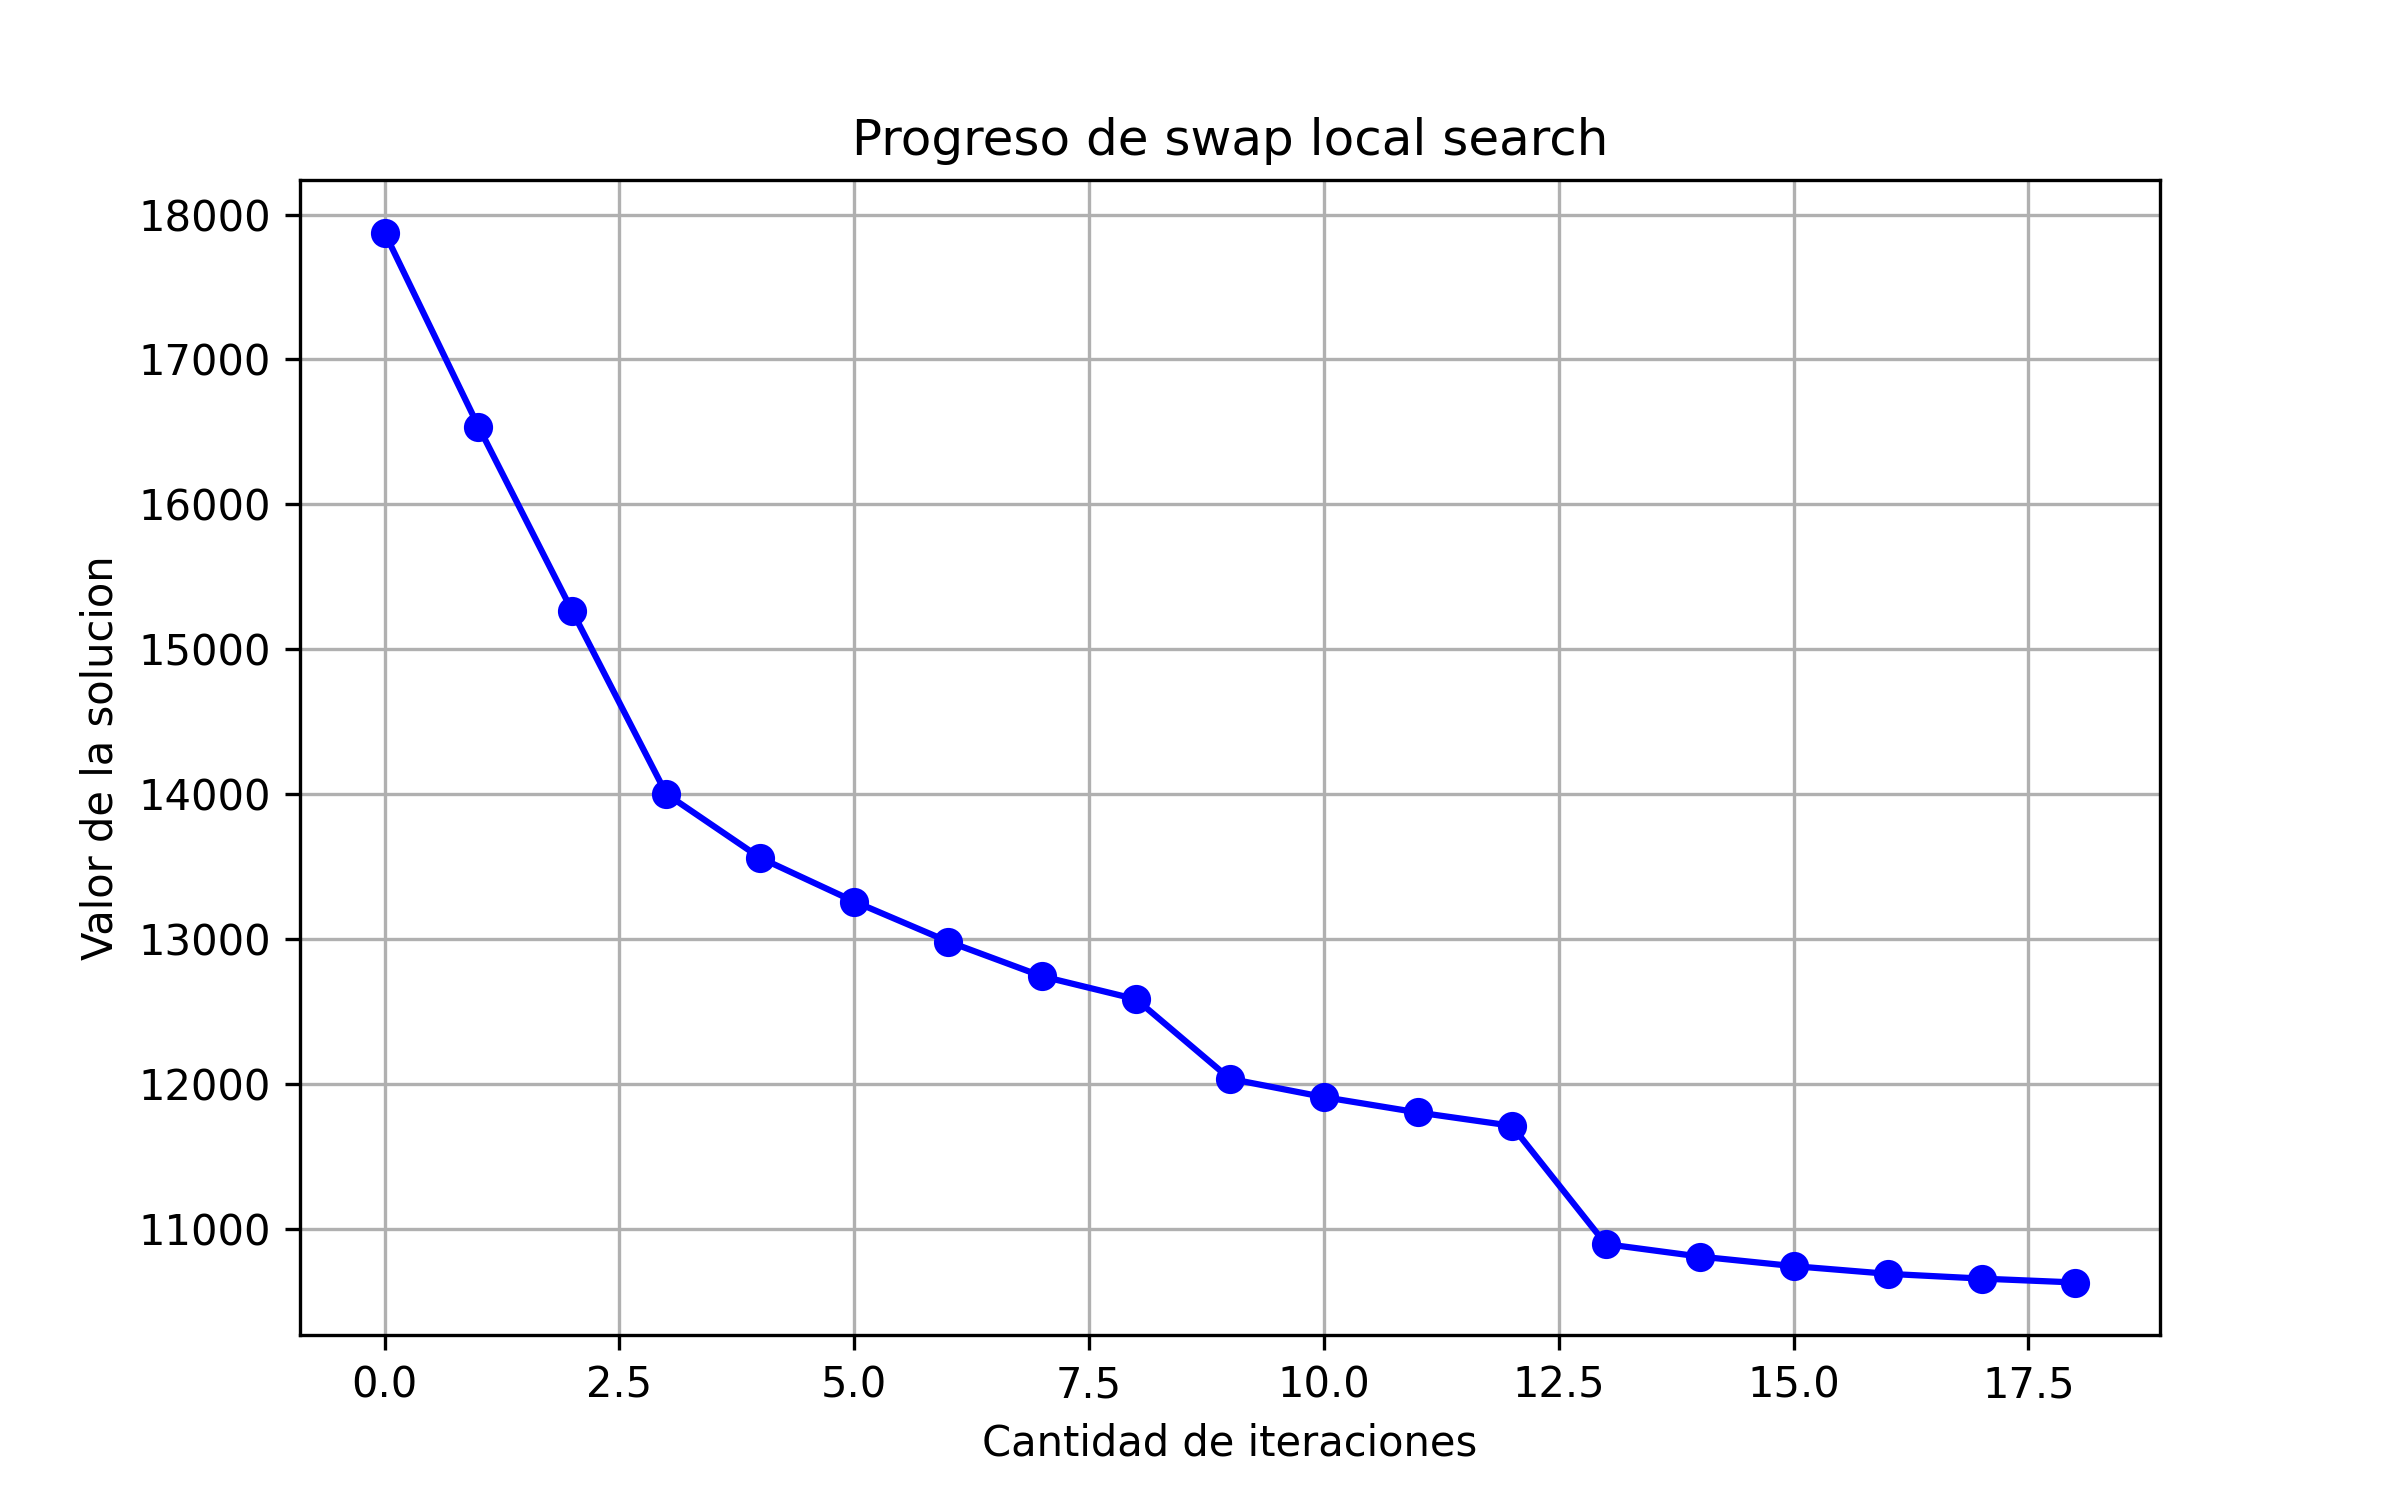 Progreso de swap local search
Valor de la solucion
18000
17000
16000
15000
14000
13000
12000
11000
0.0 2.5 5.0 7.5 10.0 12.5 15.0 17.5
Cantidad de iteraciones